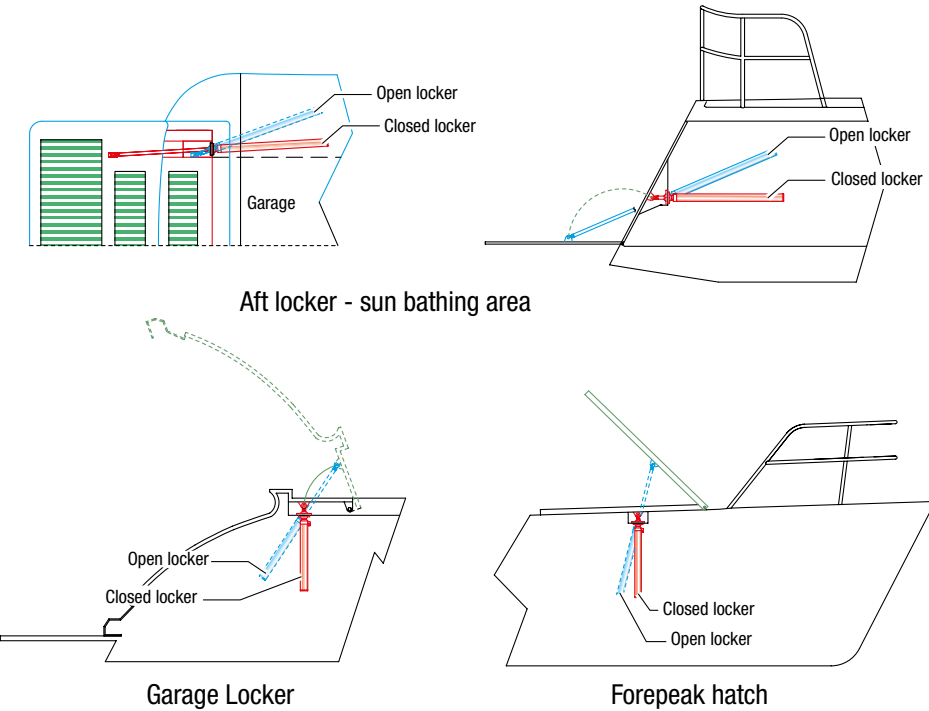 Open locker
Closed locker
Garage
Open locker
Closed locker
Aft locker - sun bathing area
Open locker
Closed locker
Garage Locker
Closed locker
Open locker
Forepeak hatch